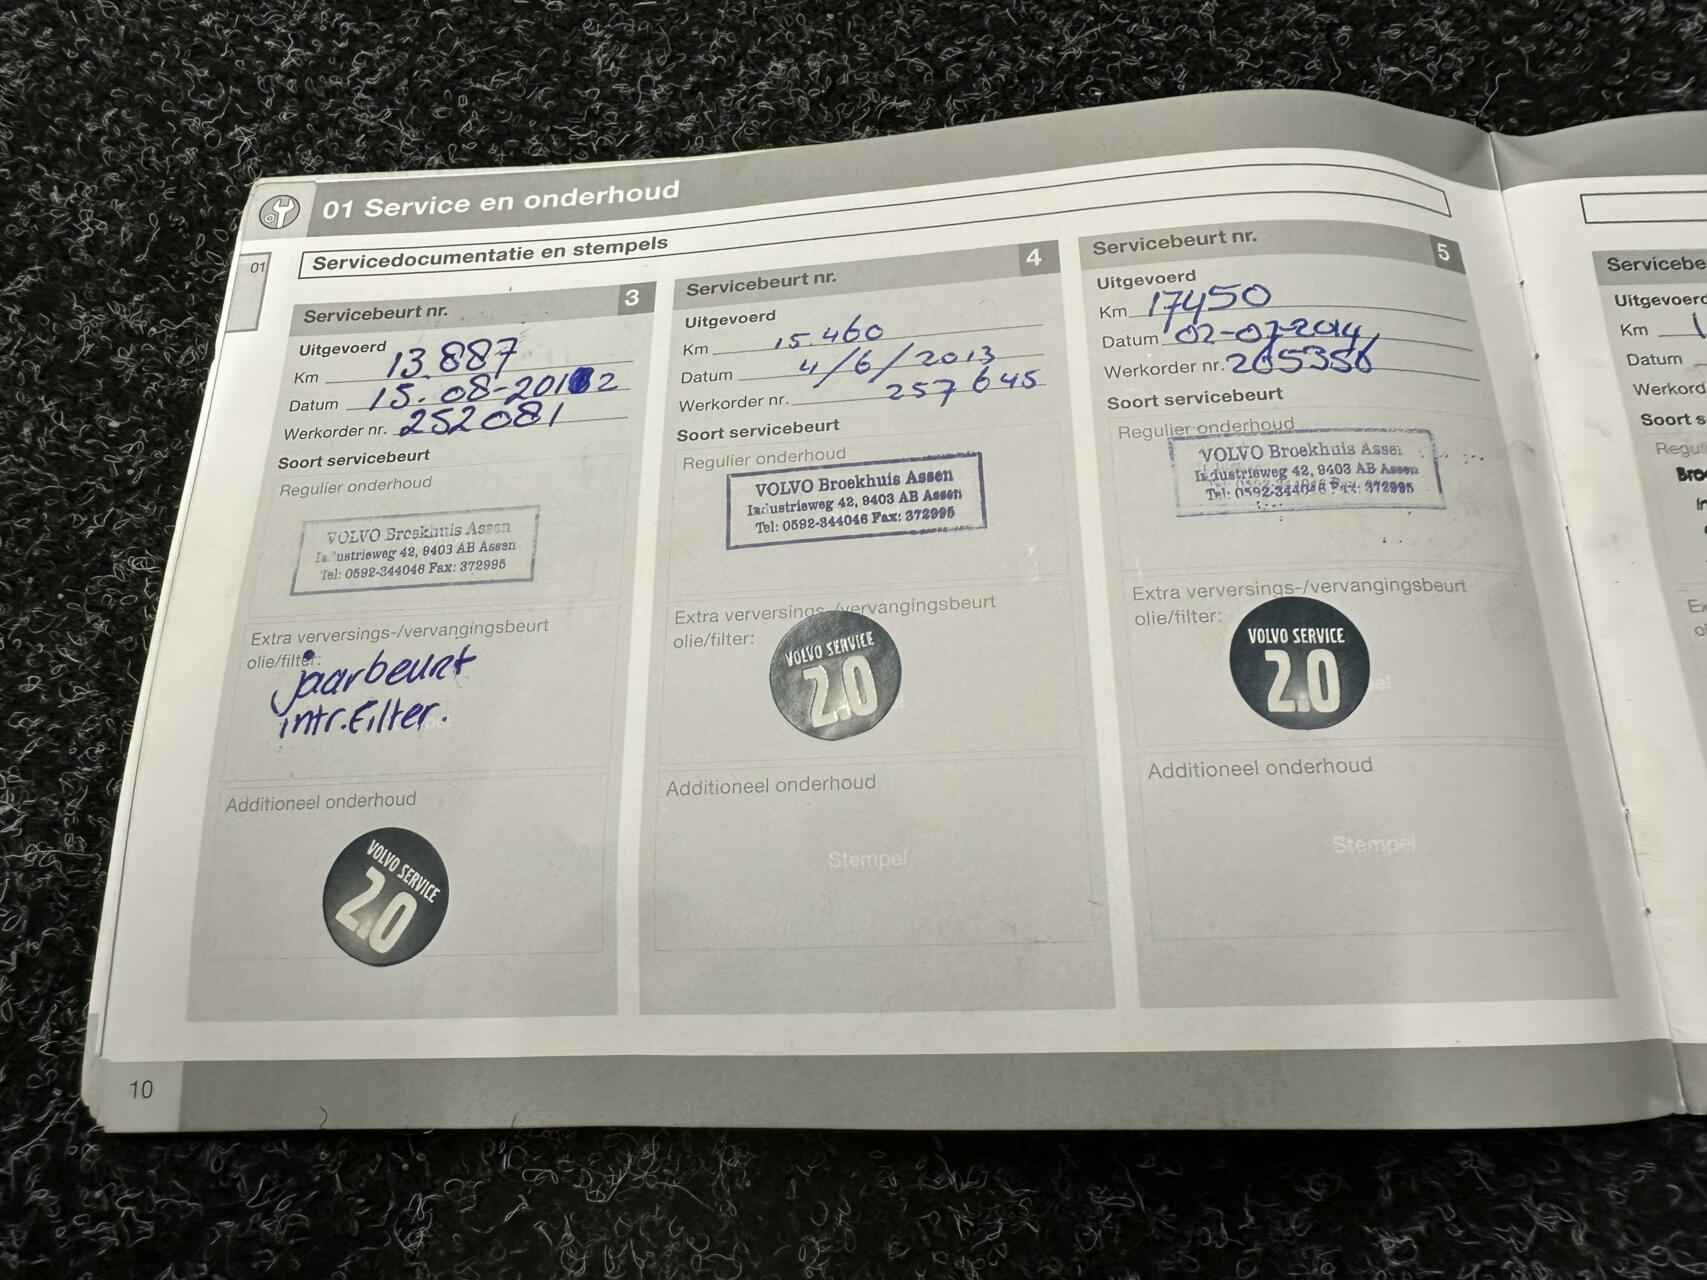 01 Service en onderhoud
01
Servicedocumentatie en stempels
Servicebeurt nr. 3
Uitgevoerd
Km 13.887
Datum 15.08-2012
Werkorder nr. 252081
Soort servicebeurt
Regulier onderhoud
VOLVO Broekhuis Assen
Industrieweg 42, 9403 AB Assen
Tel: 0592-344046 Fax: 372995
Extra verversings-/vervangingsbeurt
olie/filter:
jaarbeurt
intr.Filter.
Additioneel onderhoud
VOLVO SERVICE
2.0
Servicebeurt nr. 4
Uitgevoerd
Km 15.460
Datum 4/6/2013
Werkorder nr. 257645
Soort servicebeurt
Regulier onderhoud
VOLVO Broekhuis Assen
Industrieweg 42, 9403 AB Assen
Tel: 0592-344046 Fax: 372995
Extra verversings-/vervangingsbeurt
olie/filter:
VOLVO SERVICE
2.0
Additioneel onderhoud
Stempel
Servicebeurt nr. 5
Uitgevoerd
Km 17450
Datum 02-07-2014
Werkorder nr. 265356
Soort servicebeurt
Regulier onderhoud
VOLVO Broekhuis Assen
Industrieweg 42, 9403 AB Assen
Tel: 0592-344046 Fax: 372995
Extra verversings-/vervangingsbeurt
olie/filter:
VOLVO SERVICE
2.0
Additioneel onderhoud
Stempel
10
Uitgevoerd
Km
Datum
Soort s